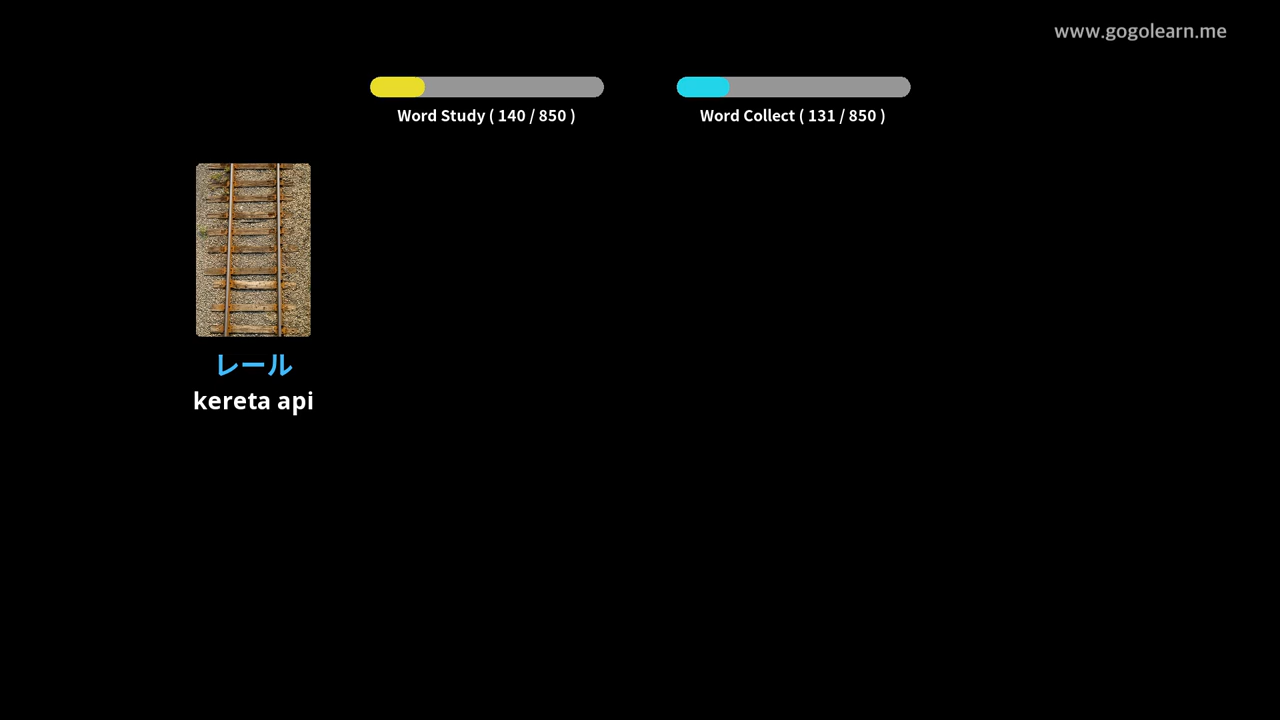 www.gogolearn.me
Word Study ( 140 / 850 )
Word Collect ( 131 / 850 )
レール
kereta api